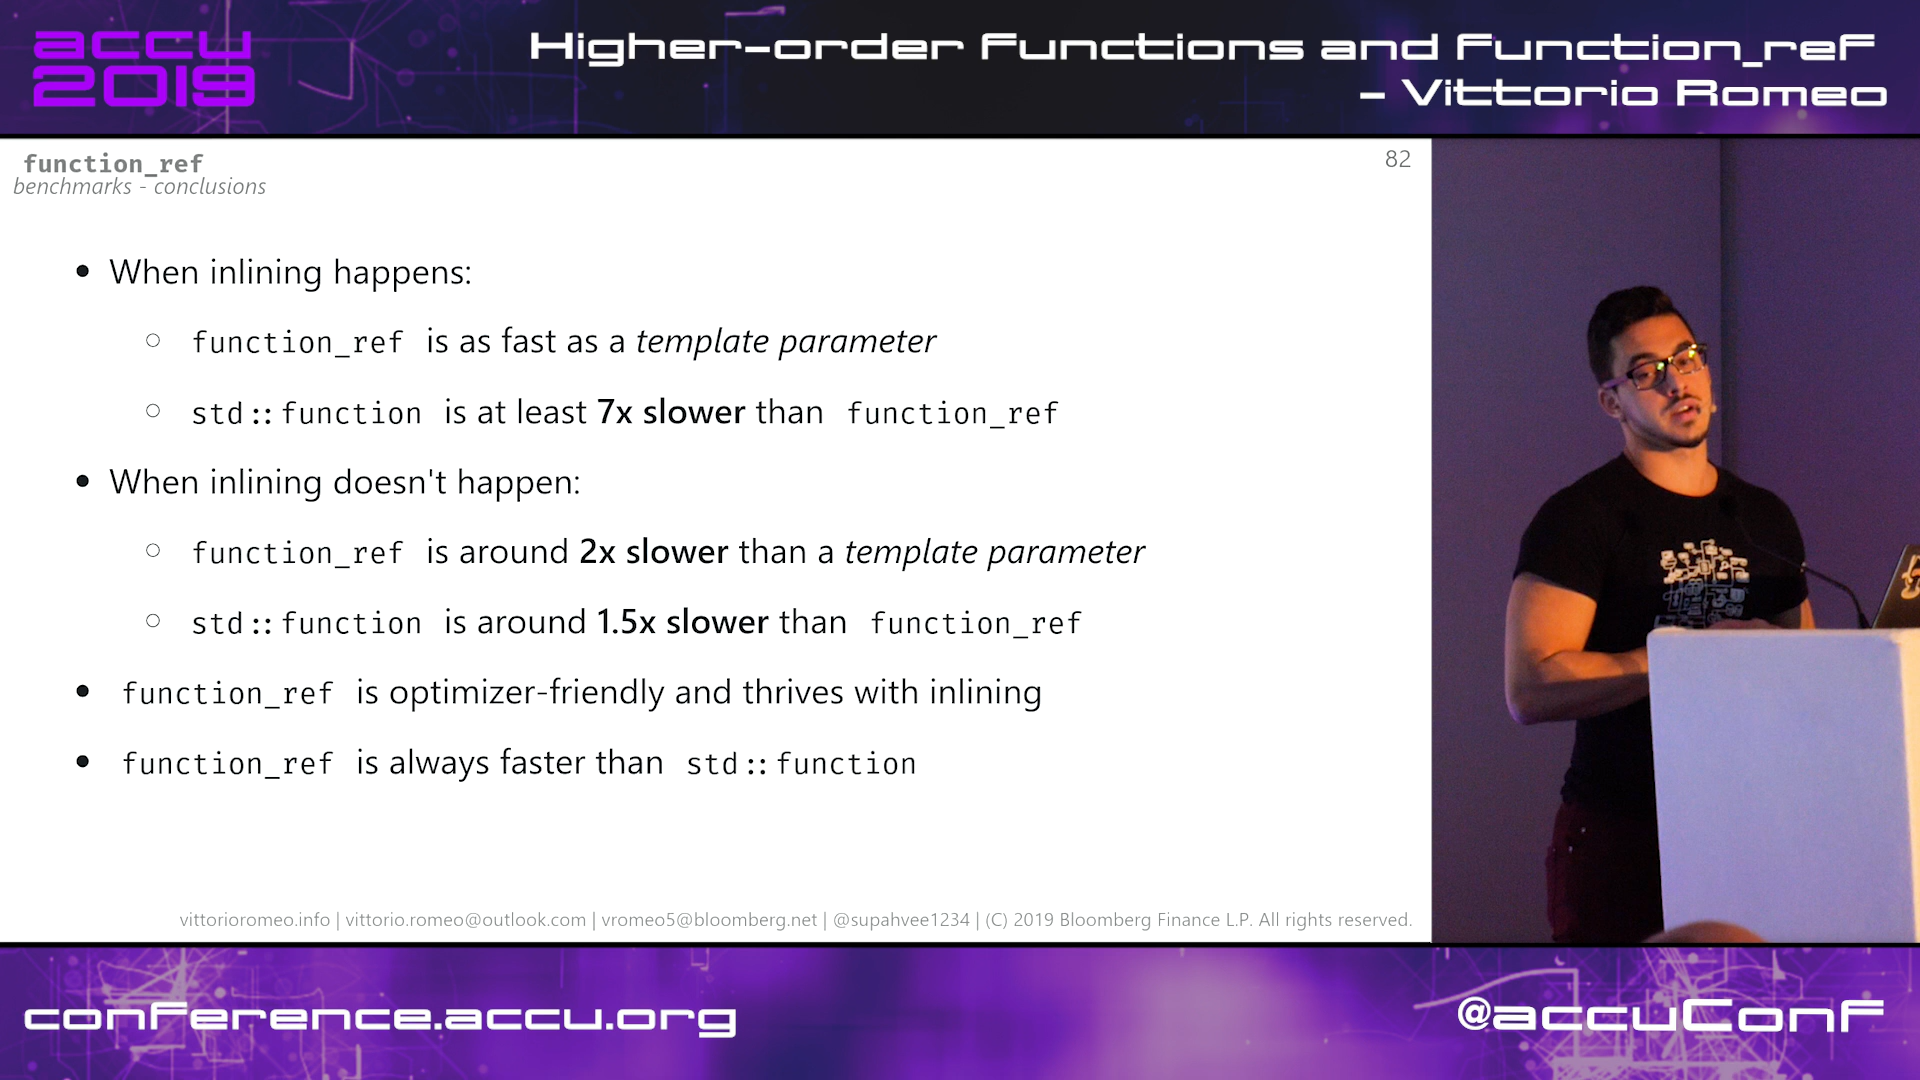 accu
2019
Higher-order Functions and function_ref
- Vittorio Romeo
function_ref
benchmarks - conclusions
82
• When inlining happens:
○ function_ref is as fast as a template parameter
○ std::function is at least 7x slower than function_ref
• When inlining doesn't happen:
○ function_ref is around 2x slower than a template parameter
○ std::function is around 1.5x slower than function_ref
• function_ref is optimizer-friendly and thrives with inlining
• function_ref is always faster than std::function
vittorioromeo.info | vittorio.romeo@outlook.com | vromeo5@bloomberg.net | @supahvee1234 | (C) 2019 Bloomberg Finance L.P. All rights reserved.
conference.accu.org
@accuConf